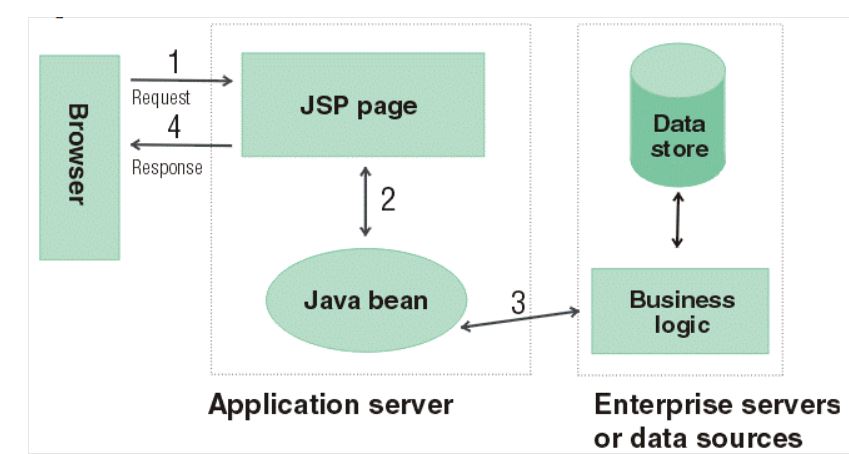 1
Request
4
Response
Browser
JSP page
2
Java bean
3
Data
store
Business
logic
Application server
Enterprise servers
or data sources